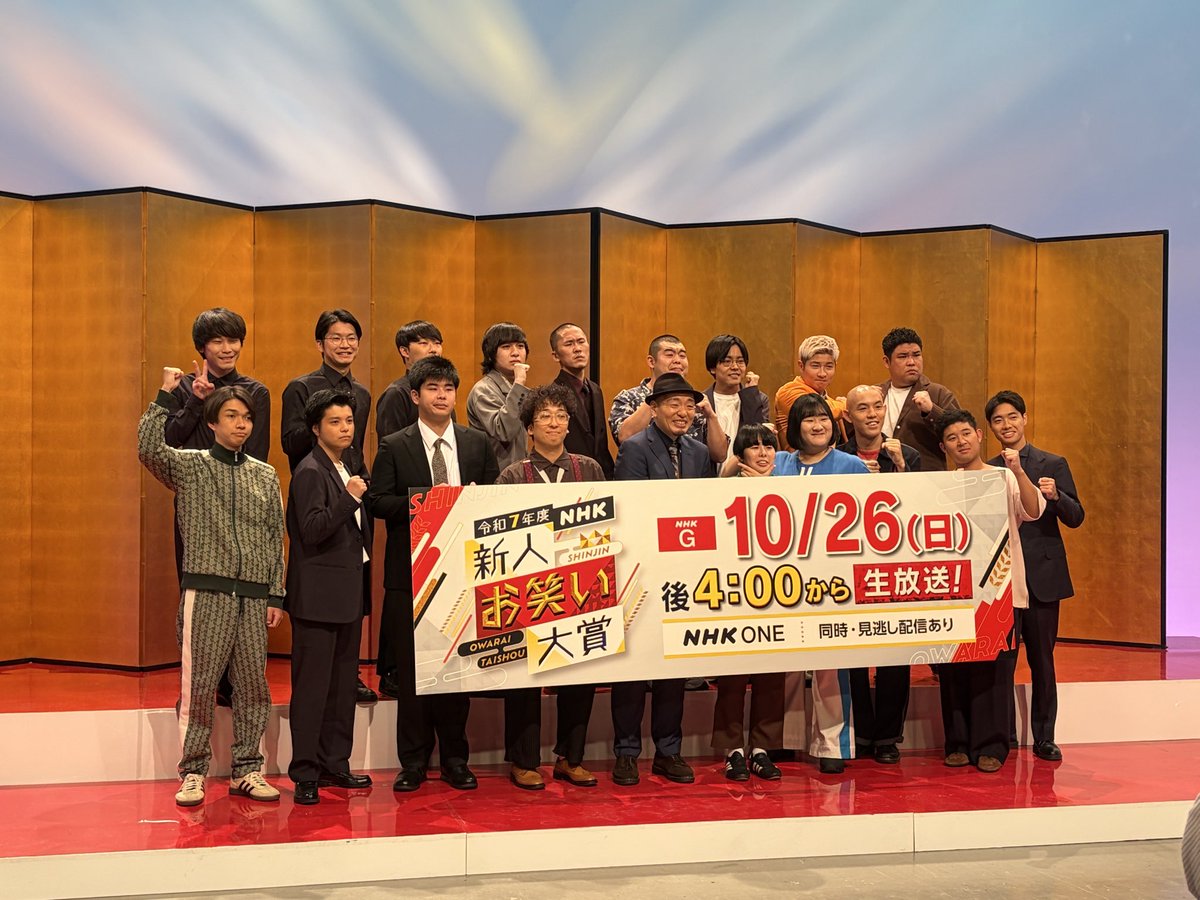 SHINJIN
令和7年度 NHK
新人
SHINJIN
お笑い
OWARAI
TAISHOU
大賞
NHK
G
10/26(日)
後4:00から 生放送!
NHK ONE 同時・見逃し配信あり
OWARAI